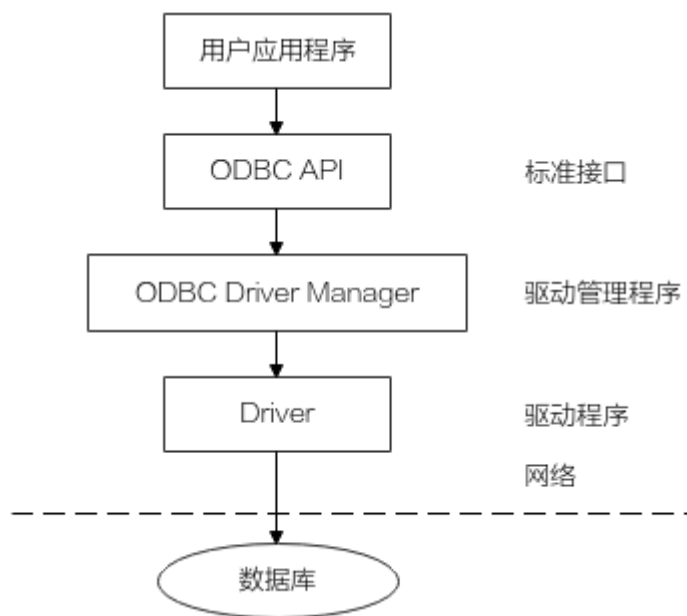 用户应用程序
ODBC API
标准接口
ODBC Driver Manager
驱动管理程序
Driver
驱动程序
网络
数据库